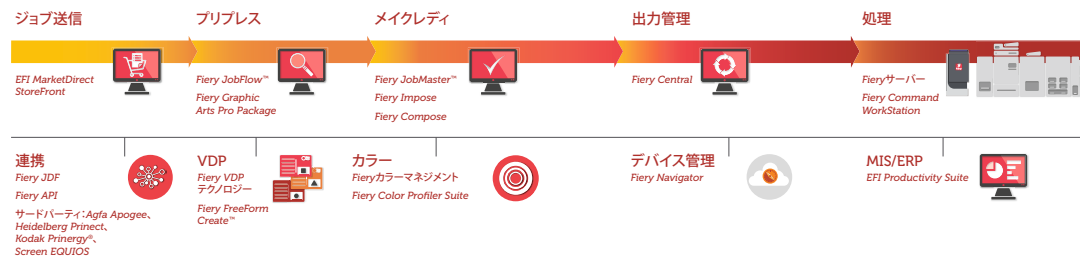 ジョブ送信
EFI MarketDirect
StoreFront
プリプレス
Fiery JobFlow™
Fiery Graphic
Arts Pro Package
メイクレディ
Fiery JobMaster™
Fiery Impose
Fiery Compose
出力管理
Fiery Central
処理
Fieryサーバー
Fiery Command
WorkStation
連携
Fiery JDF
Fiery API
サードパーティ：Agfa Apogee、
Heidelberg Prinect、
Kodak Prinergy®、
Screen EQUIOS
VDP
Fiery VDP
テクノロジー
Fiery FreeForm
Create™
カラー
Fieryカラーマネジメント
Fiery Color Profiler Suite
デバイス管理
Fiery Navigator
MIS/ERP
EFI Productivity Suite